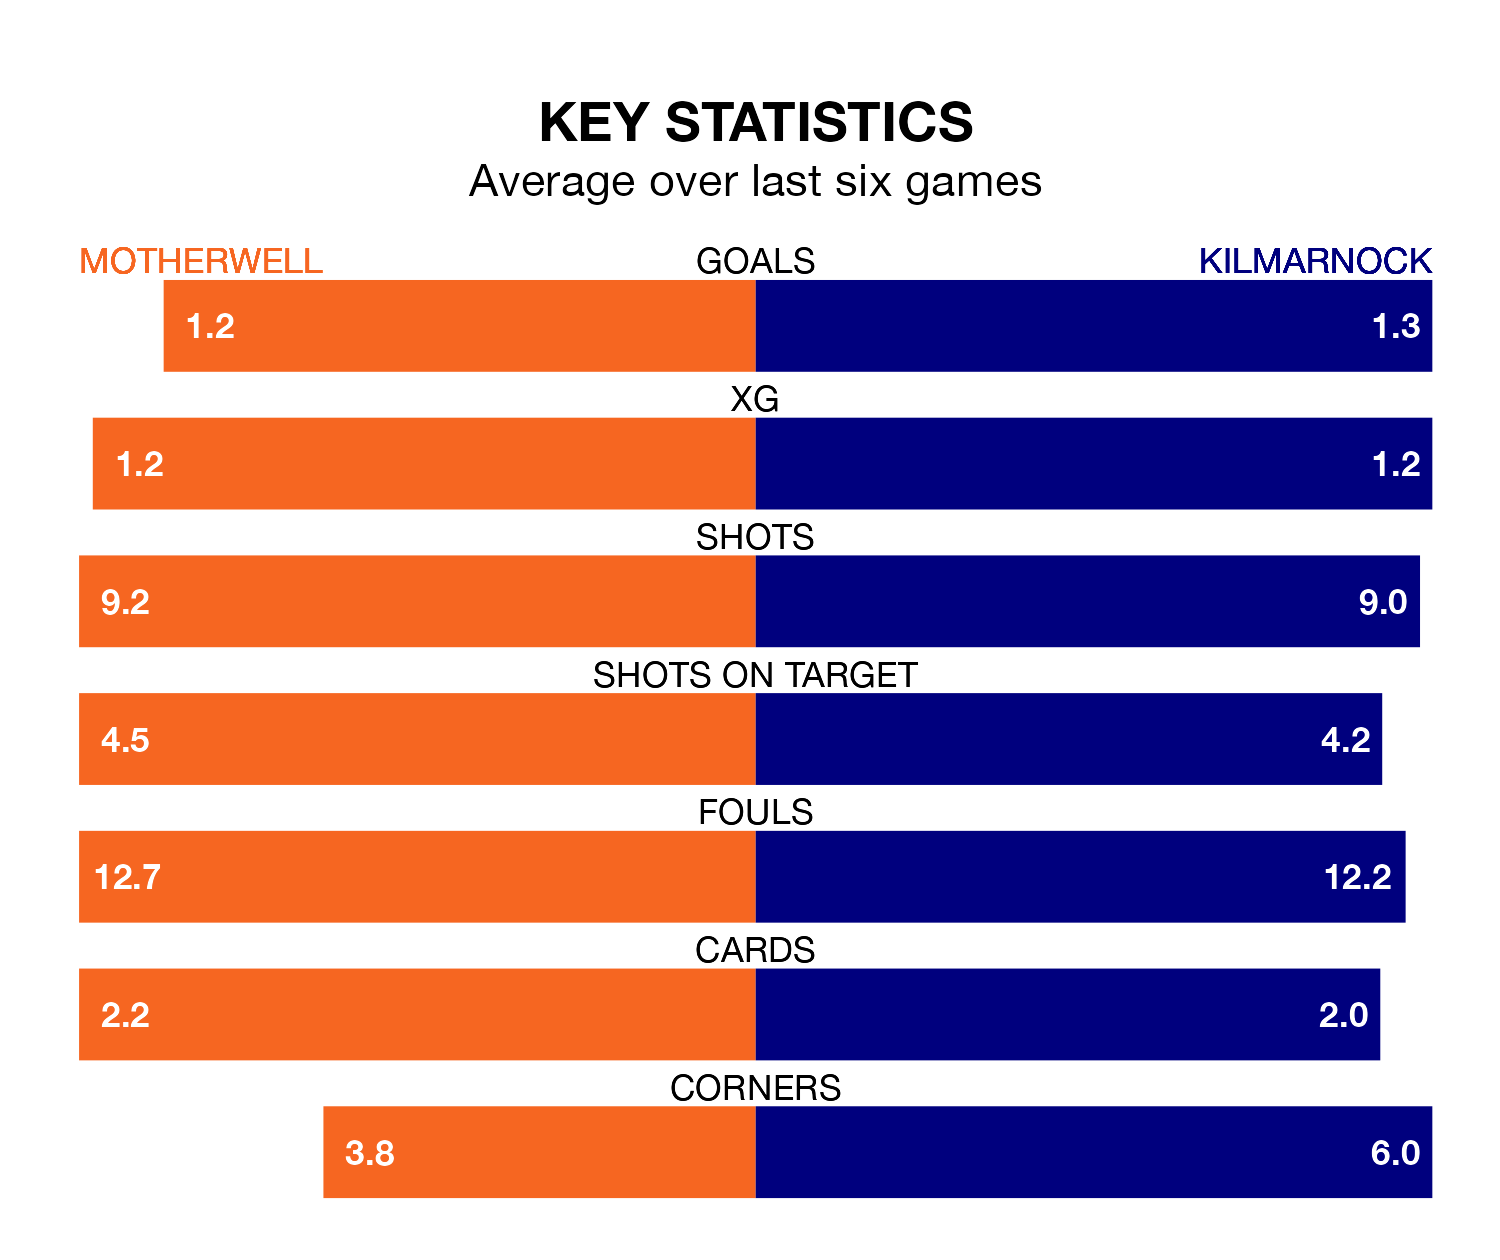 KEY STATISTICS
Average over last six games
MOTHERWELL GOALS KILMARNOCK
1.2 1.3
XG
1.2 1.2
SHOTS
9.2 9.0
SHOTS ON TARGET
4.5 4.2
FOULS
12.7 12.2
CARDS
2.2 2.0
CORNERS
3.8 6.0